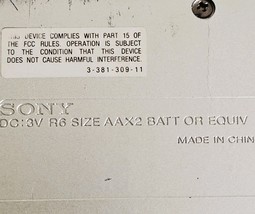 DEVICE COMPLIES WITH PART 15 OF
THE FCC RULES. OPERATION IS SUBJECT
TO THE CONDITION THAT THIS DEVICE
DOES NOT CAUSE HARMFUL INTERFERENCE.
3-381-309-11
SONY
DC:3V R6 SIZE AAX2 BATT OR EQUIV
MADE IN CHIN